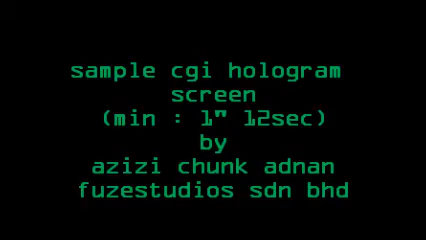 sample cgi hologram
screen
(min : 1" 12sec)
by
azizi chunk adnan
fuzestudios sdn bhd